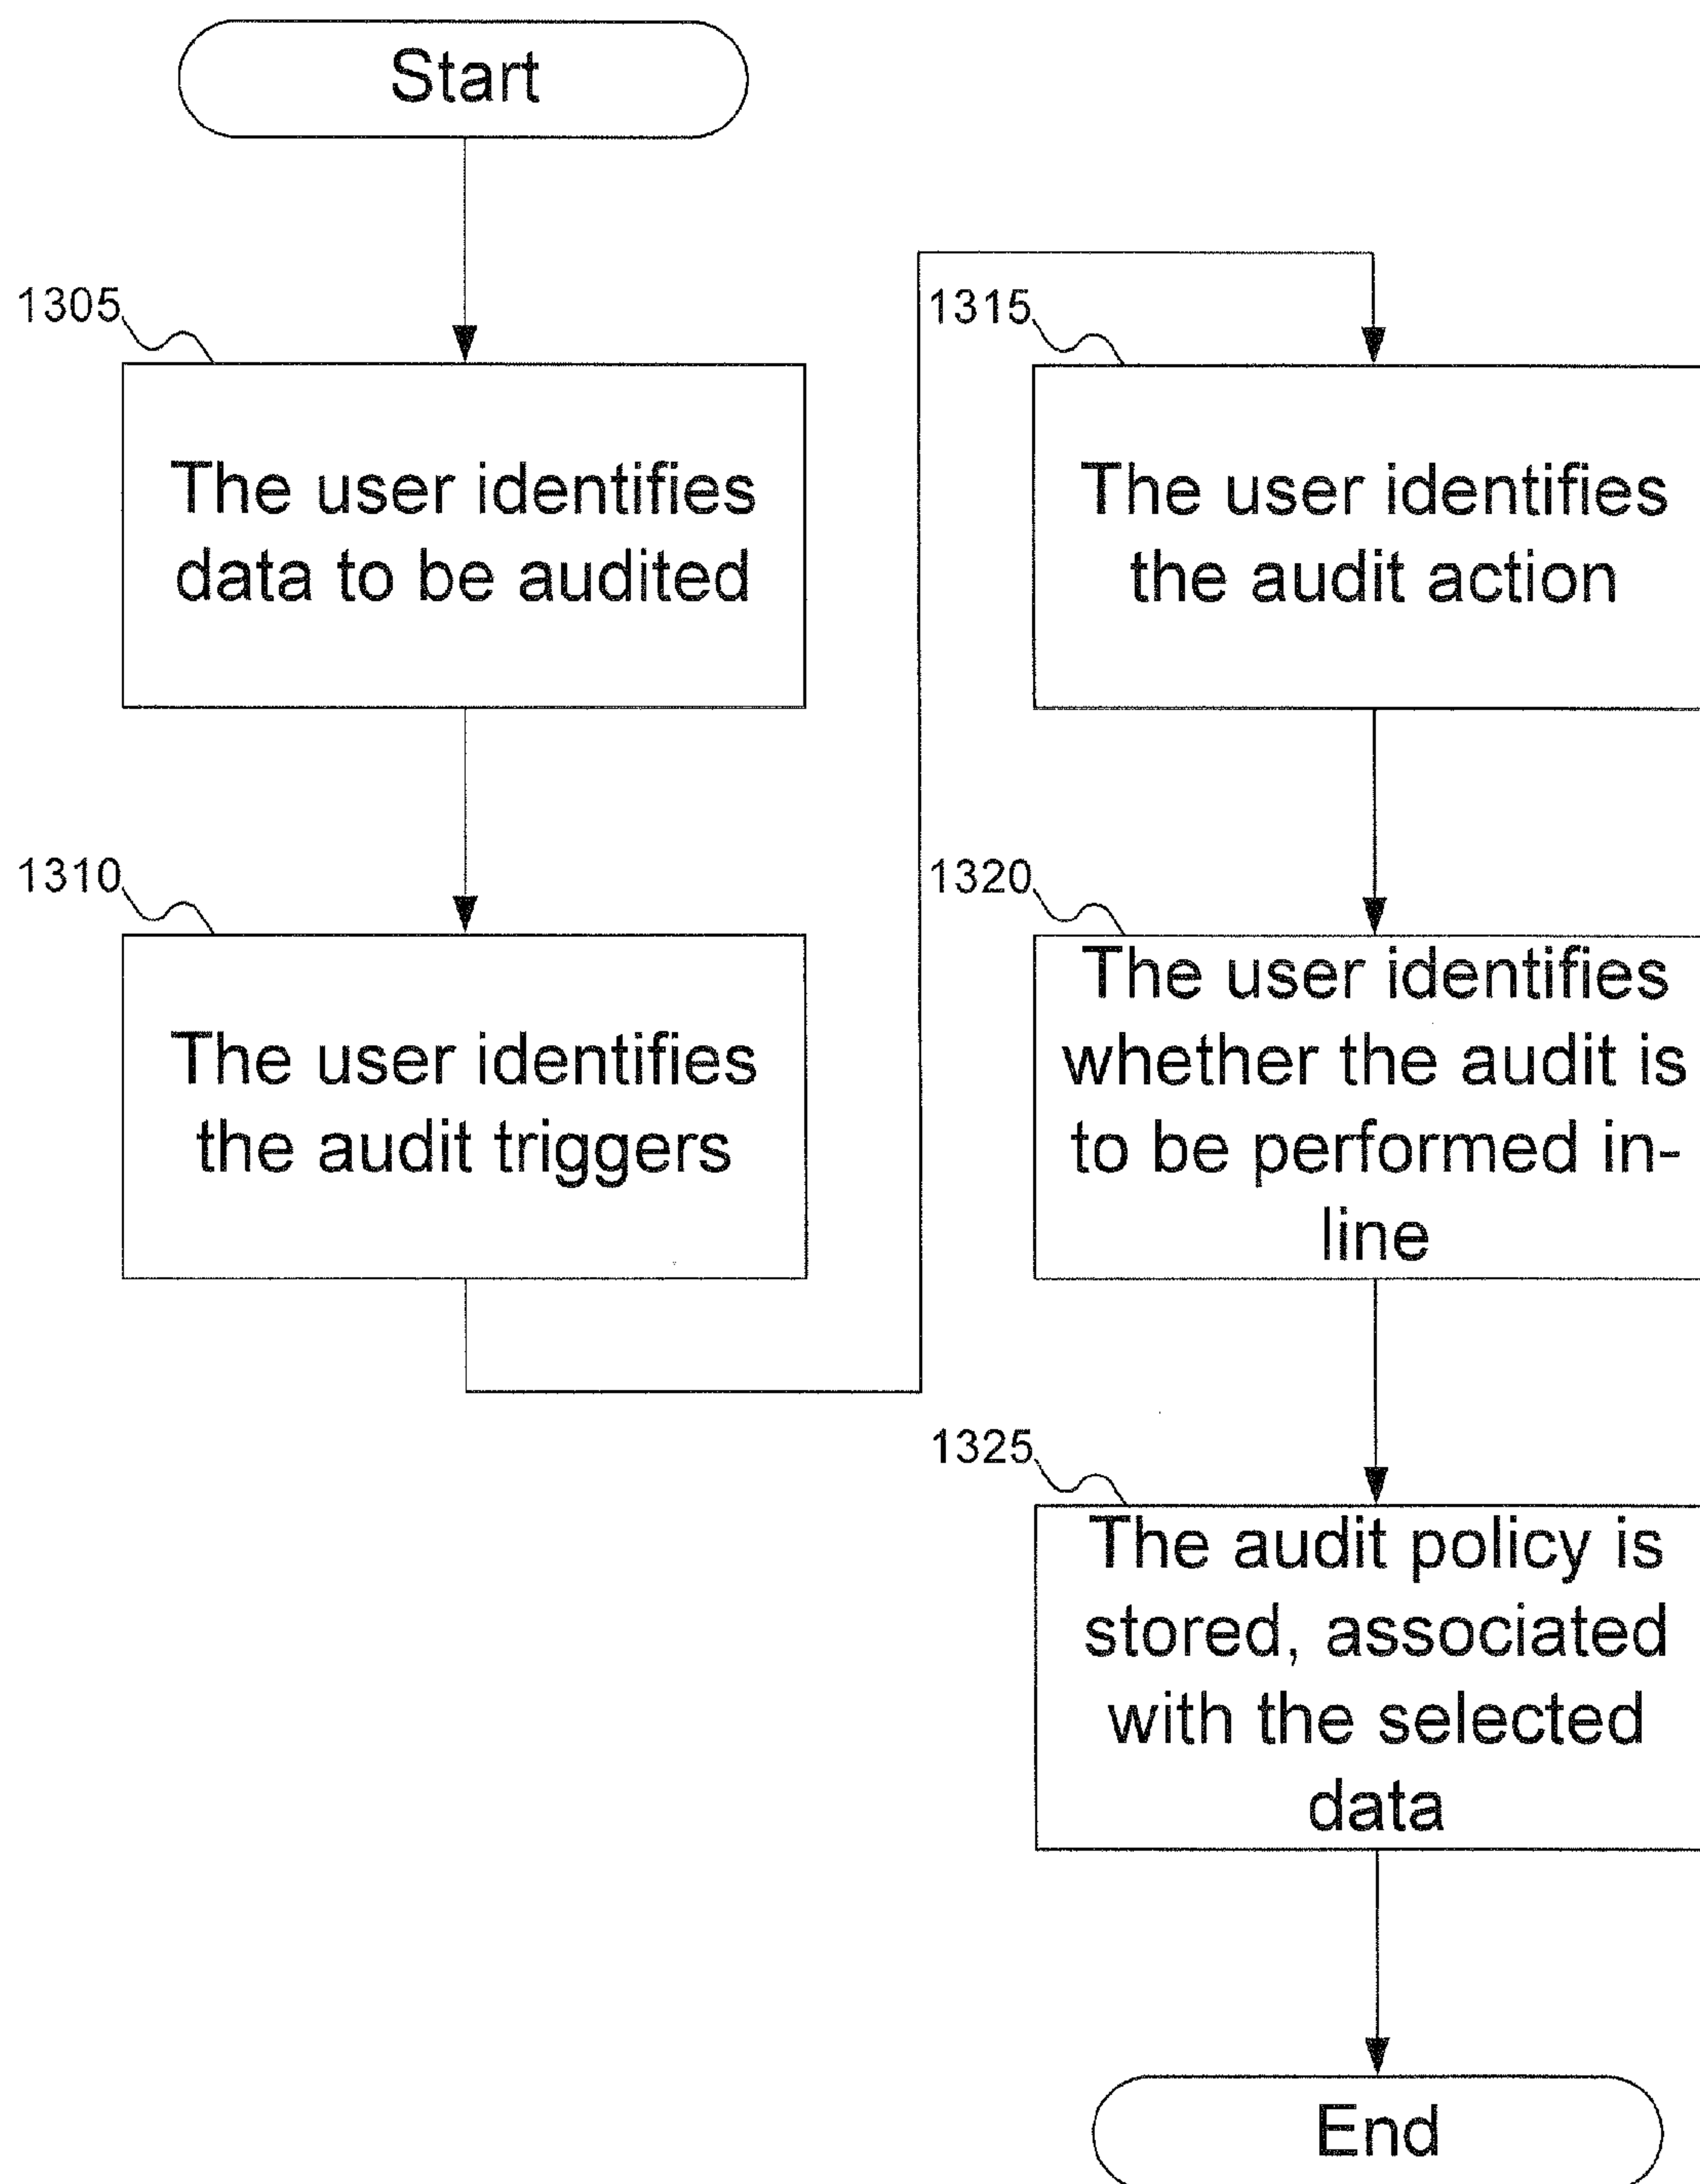 Start
1305
The user identifies
data to be audited
1310
The user identifies
the audit triggers
1315
The user identifies
the audit action
1320
The user identifies
whether the audit is
to be performed in-
line
1325
The audit policy is
stored, associated
with the selected
data
End